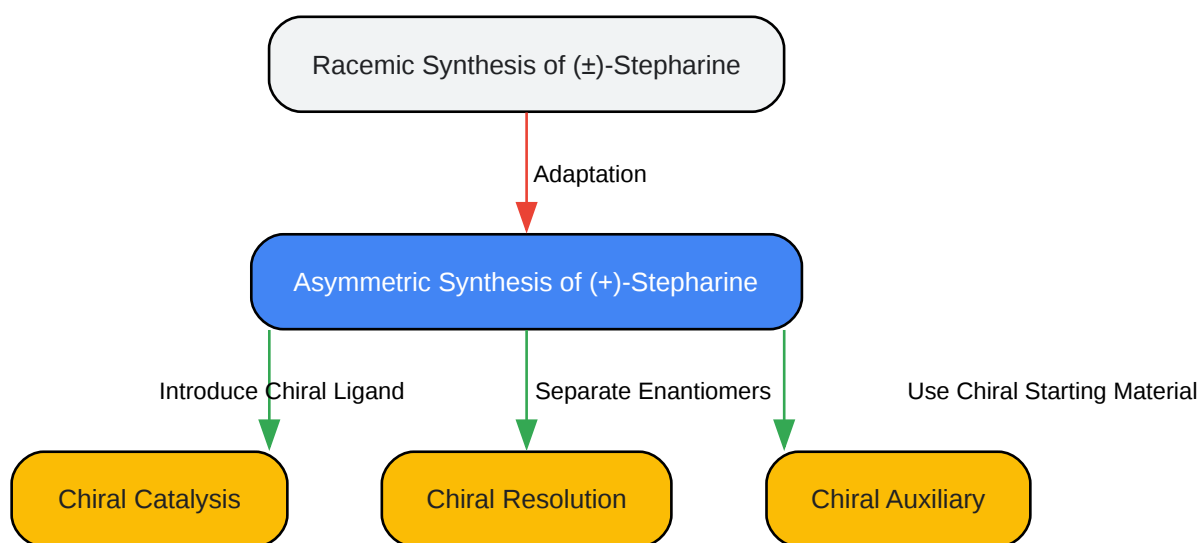 Racemic Synthesis of (±)-Stepharine
Adaptation
Asymmetric Synthesis of (+)-Stepharine
Introduce Chiral Ligand
Separate Enantiomers
Use Chiral Starting Material
Chiral Catalysis
Chiral Resolution
Chiral Auxiliary